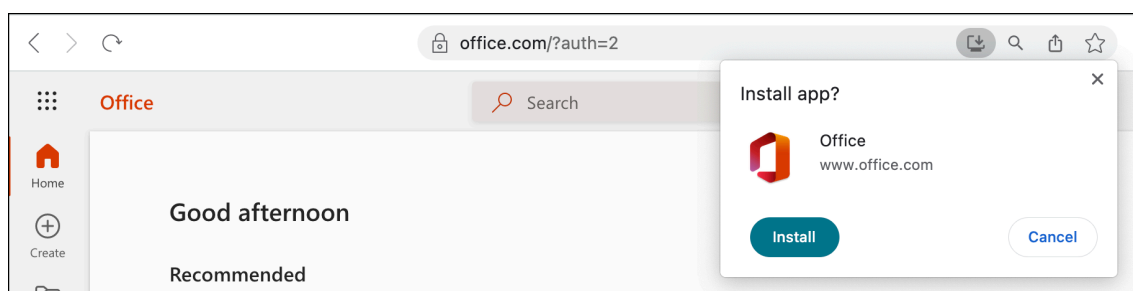 office.com/?auth=2
Office
Search
Install app?
Office
www.office.com
Install
Cancel
Home
Create
Good afternoon
Recommended